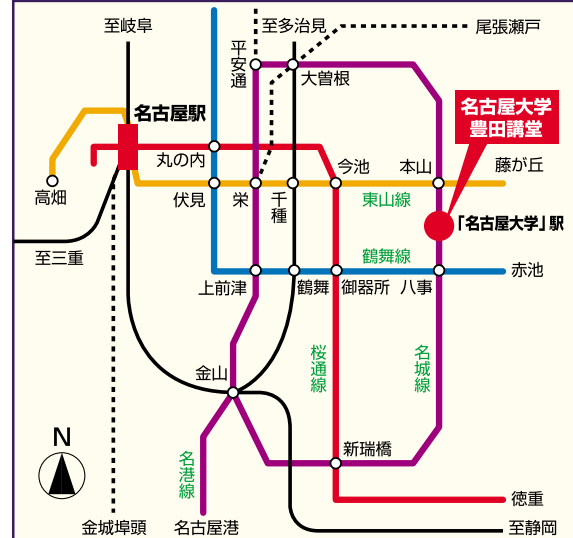 至岐阜
至多治見
尾張瀬戸
平安通
大曽根
名古屋駅
名古屋大学
豊田講堂
丸の内
今池
本山
藤が丘
高畑
伏見
栄
千種
東山線
「名古屋大学」駅
至三重
鶴舞線
赤池
上前津
鶴舞
御器所
八事
金山
桜通線
名城線
N
名港線
新瑞橋
徳重
金城埠頭
名古屋港
至静岡